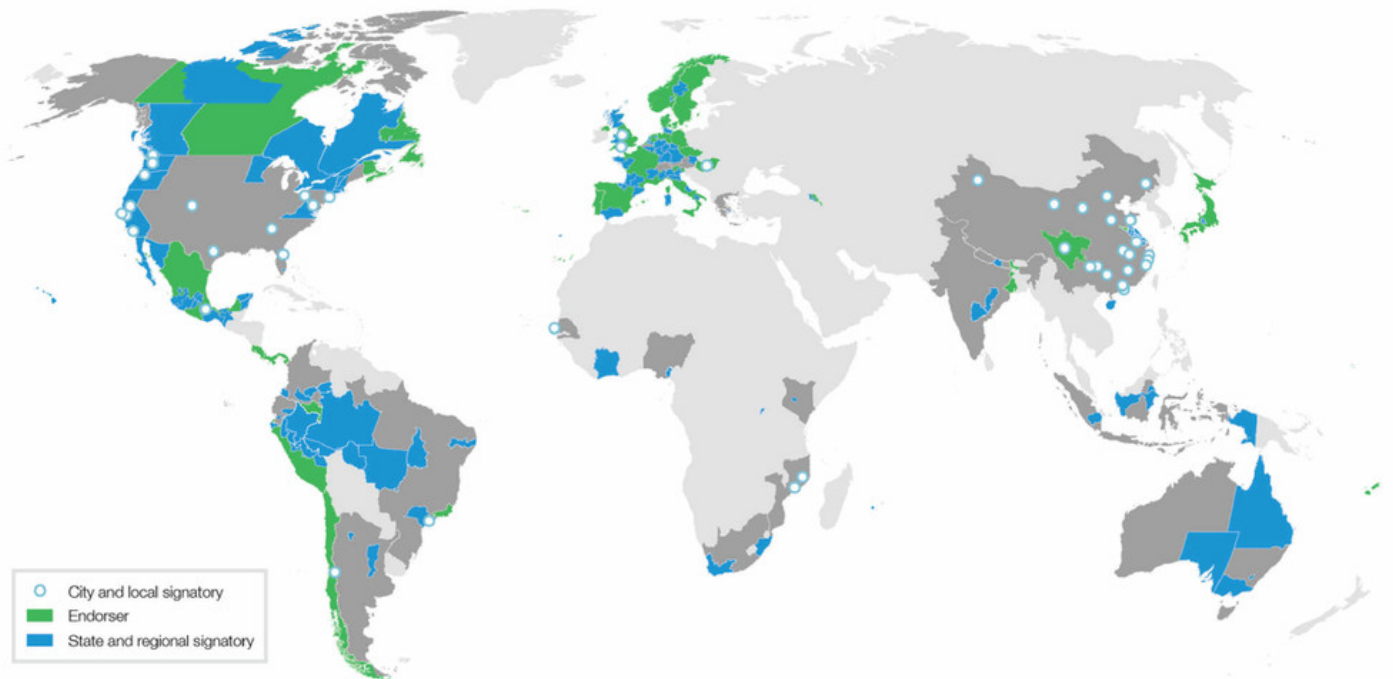 City and local signatory
Endorser
State and regional signatory